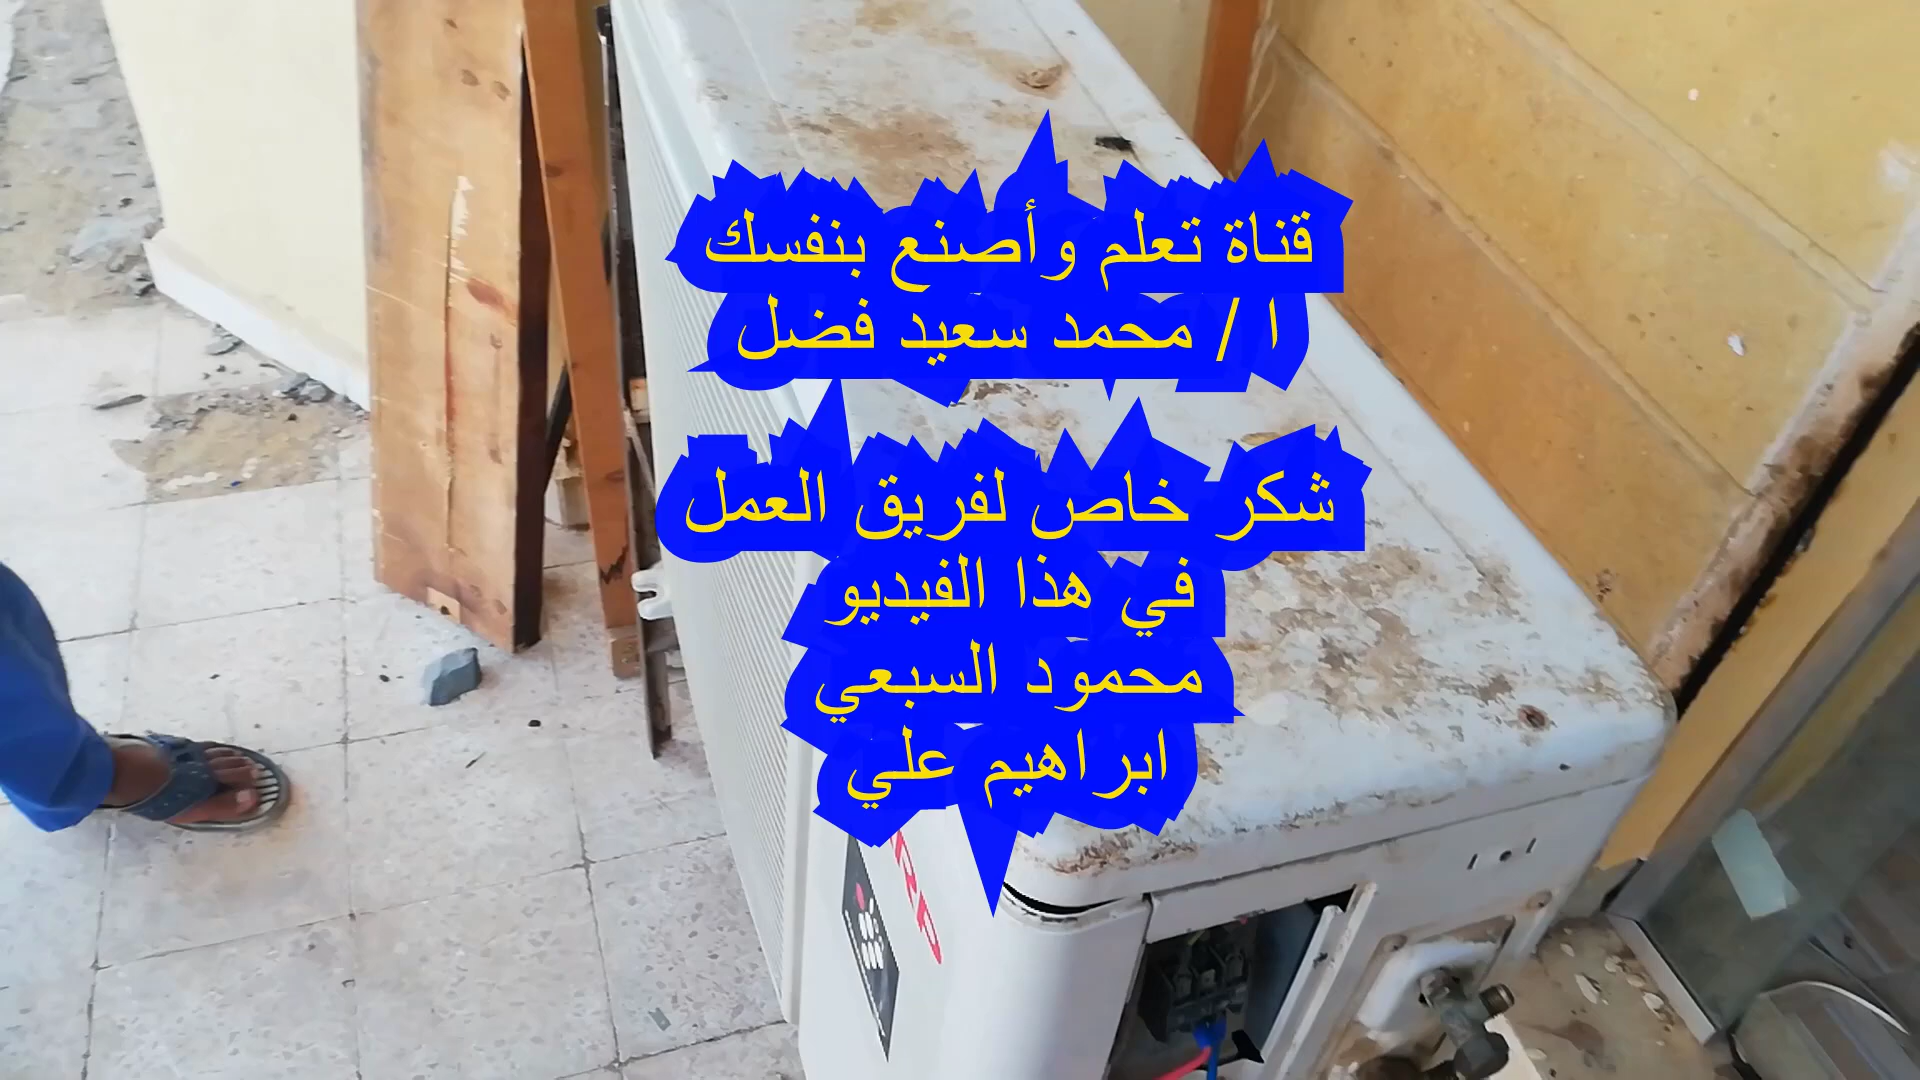 قناة تعلم وأصنع بنفسك
ا / محمد سعيد فضل
شكر خاص لفريق العمل
في هذا الفيديو
محمود السبعي
ابراهيم علي